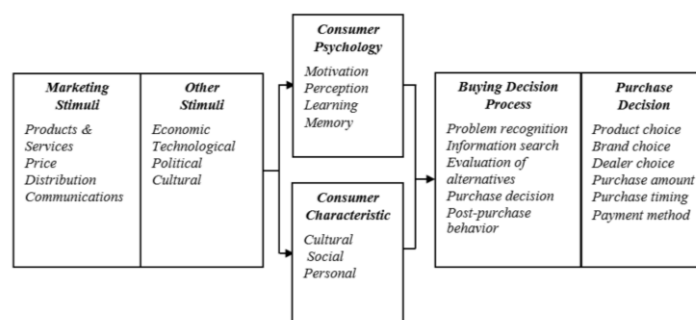 Marketing
Stimuli
Products &
Services
Price
Distribution
Communications
Other
Stimuli
Economic
Technological
Political
Cultural
Consumer
Psychology
Motivation
Perception
Learning
Memory
Consumer
Characteristic
Cultural
Social
Personal
Buying Decision
Process
Problem recognition
Information search
Evaluation of
alternatives
Purchase decision
Post-purchase
behavior
Purchase
Decision
Product choice
Brand choice
Dealer choice
Purchase amount
Purchase timing
Payment method